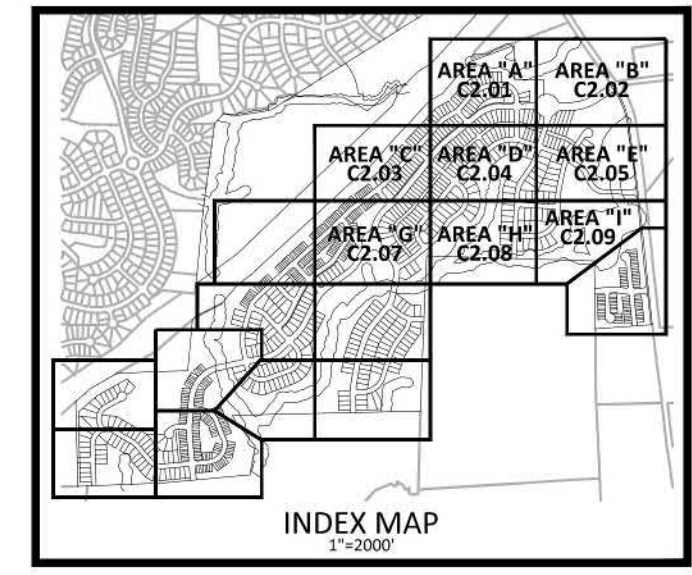 AREA "A"
C2.01
AREA "B"
C2.02
AREA "C"
C2.03
AREA "D"
C2.04
AREA "E"
C2.05
AREA "G"
C2.07
AREA "H"
C2.08
AREA "I"
C2.09
INDEX MAP
1"=2000'